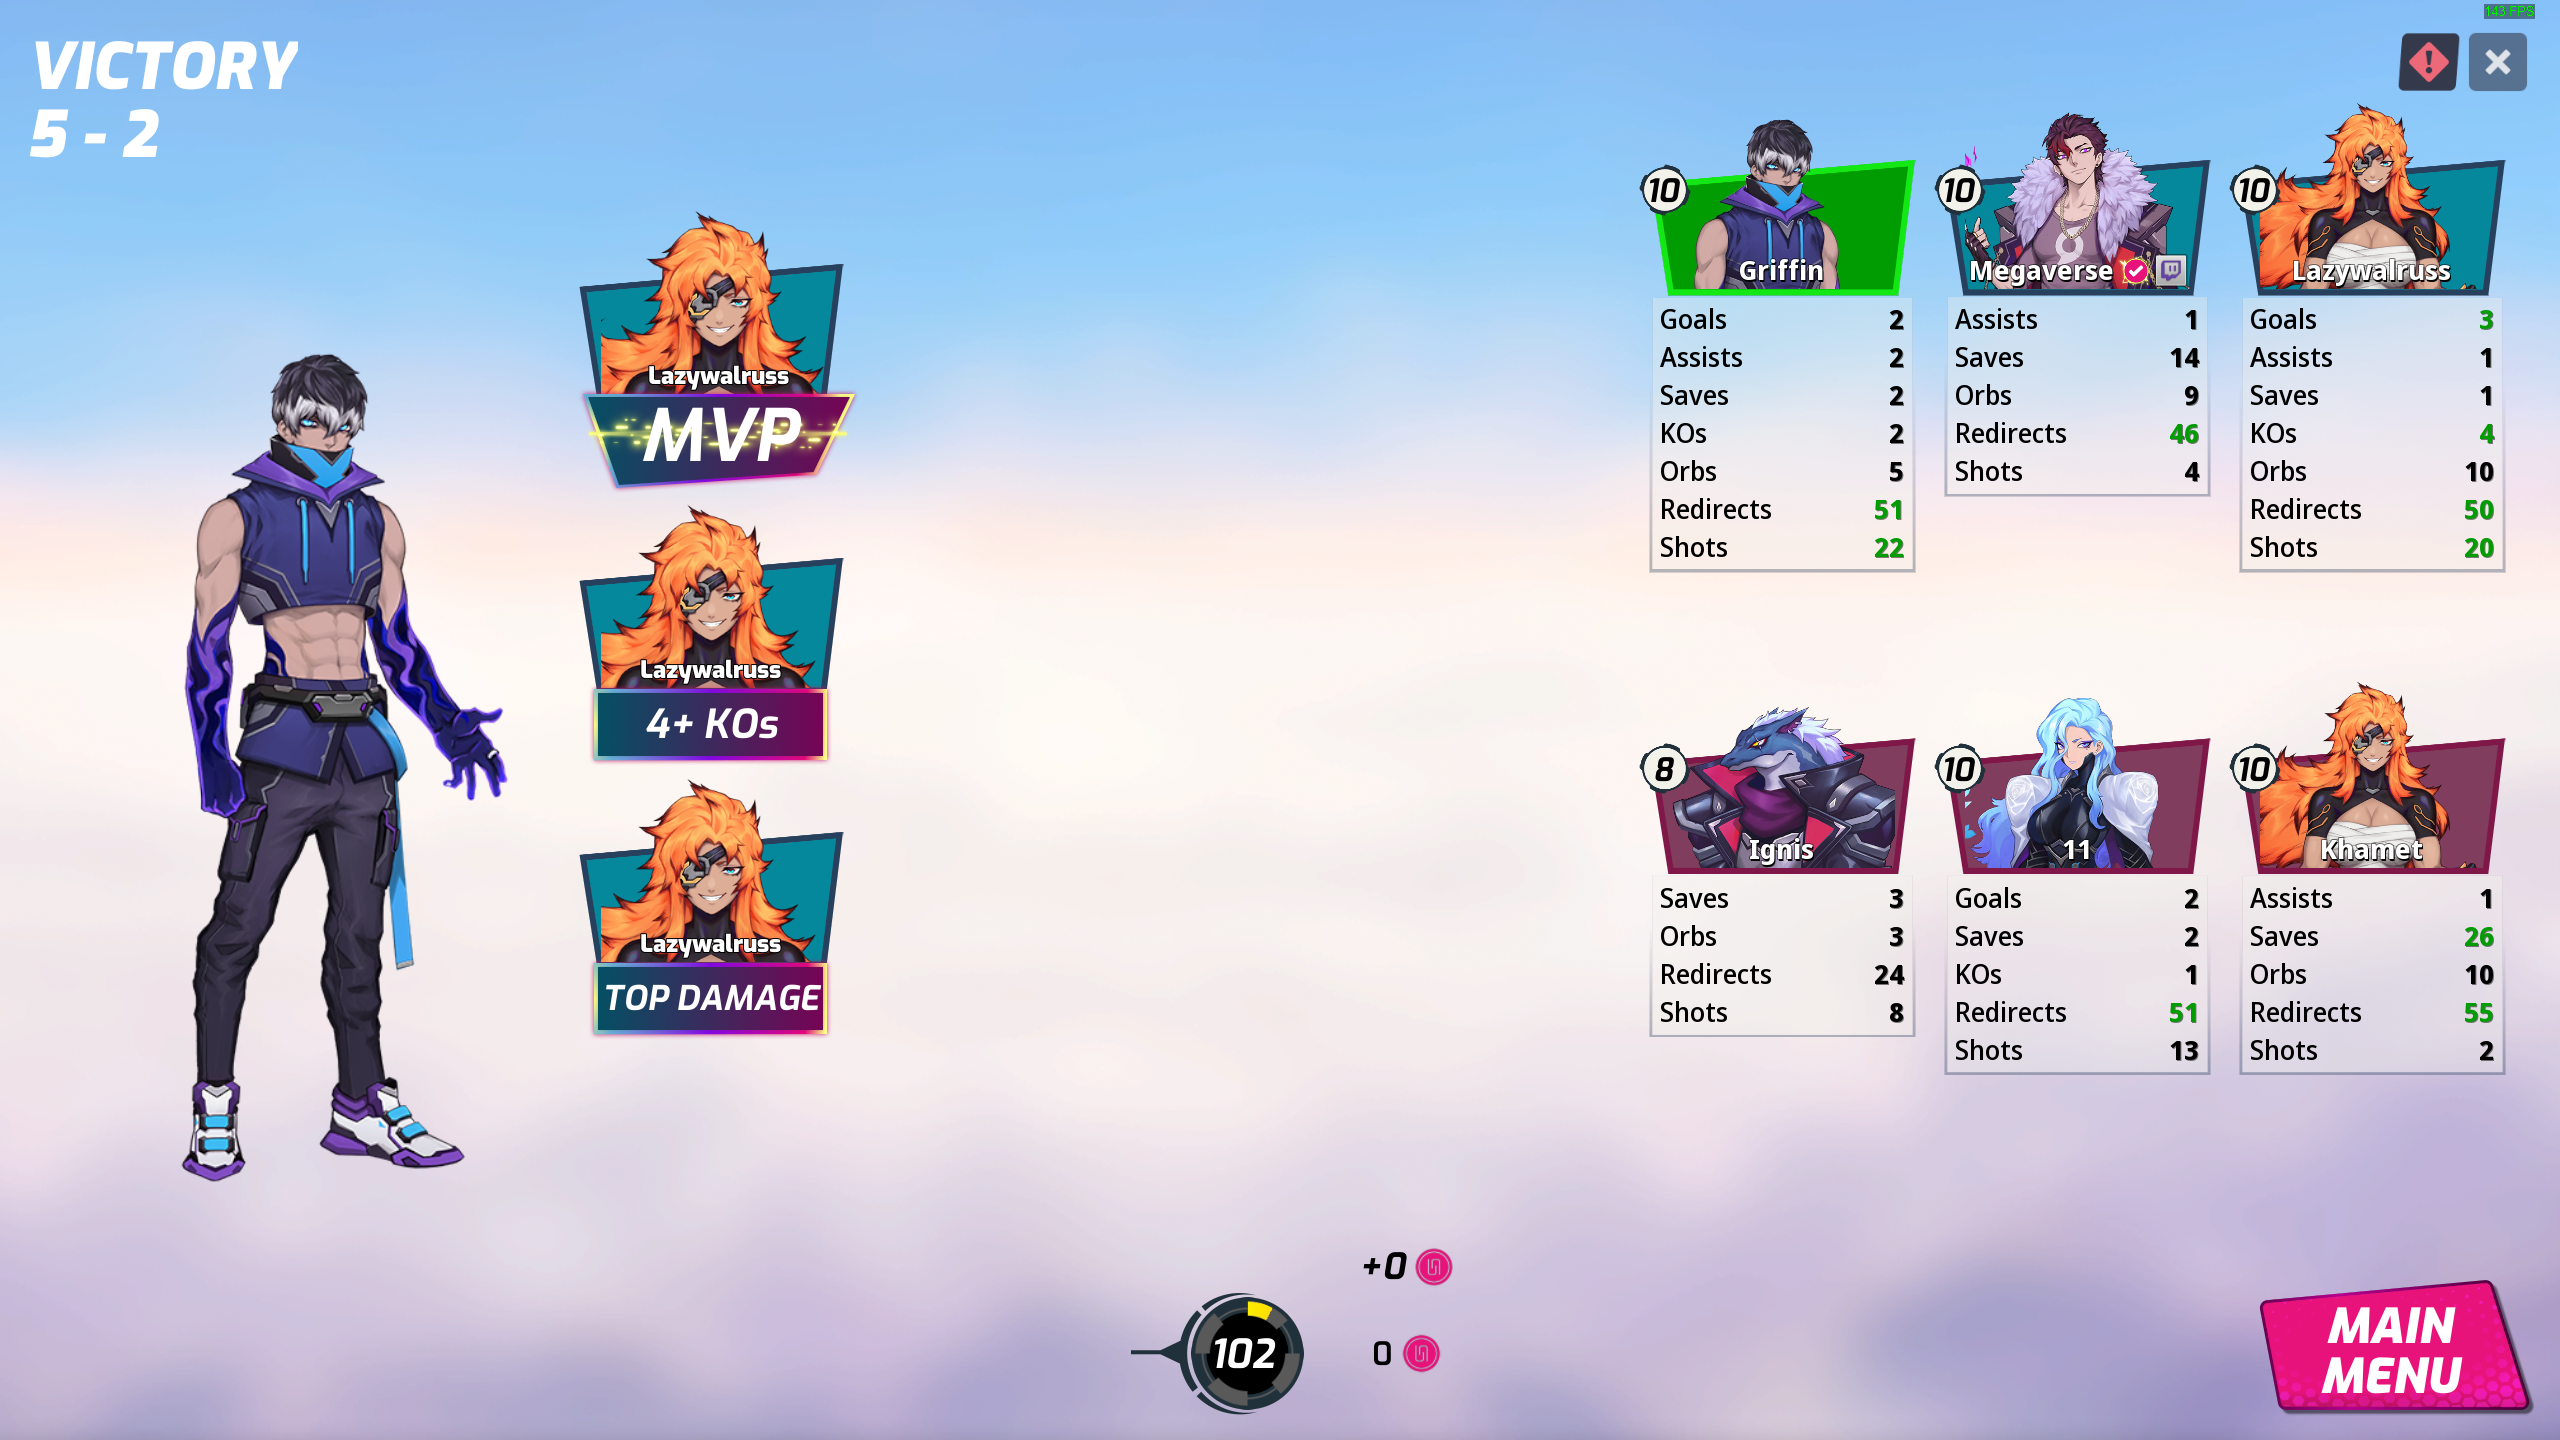 143 FPS
VICTORY
5 - 2
Lazywalruss
MVP
Lazywalruss
4+ KOs
Lazywalruss
TOP DAMAGE
10
Griffin
Goals 2
Assists 2
Saves 2
KOs 2
Orbs 5
Redirects 51
Shots 22
10
Megaverse
Assists 1
Saves 14
Orbs 9
Redirects 46
Shots 4
10
Lazywalruss
Goals 3
Assists 1
Saves 1
KOs 4
Orbs 10
Redirects 50
Shots 20
8
Ignis
Saves 3
Orbs 3
Redirects 24
Shots 8
10
11
Goals 2
Saves 2
KOs 1
Redirects 51
Shots 13
10
Khamet
Assists 1
Saves 26
Orbs 10
Redirects 55
Shots 2
+0
102
0
MAIN
MENU